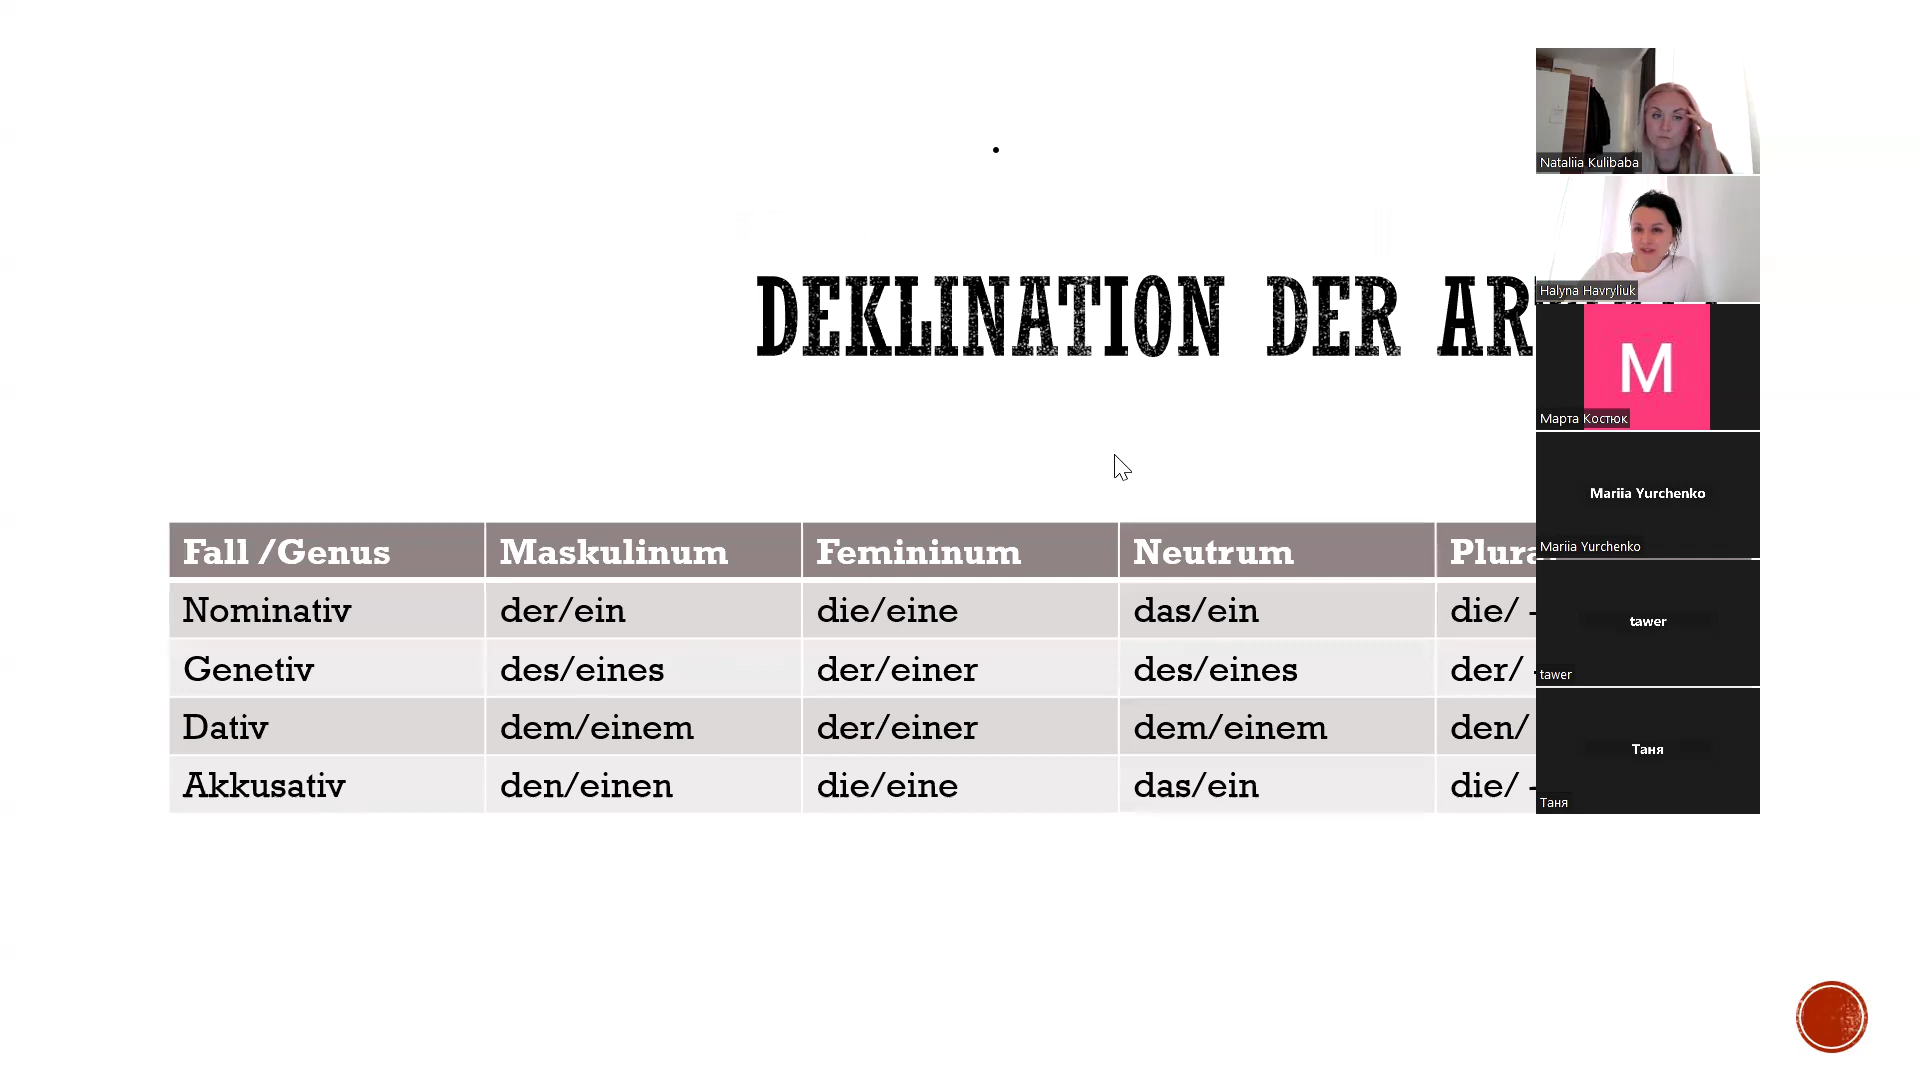 DEKLINATION DER
Fall /Genus Maskulinum Femininum Neutrum
Nominativ der/ein die/eine das/ein die/ -
Genetiv des/eines der/einer des/eines der/ -
Dativ dem/einem der/einer dem/einem den/
Akkusativ den/einen die/eine das/ein die/ -
Nataliia Kulibaba
Halyna Havryliuk
M
Марта Костюк
Mariia Yurchenko
Mariia Yurchenko
tawer
tawer
Таня
Таня